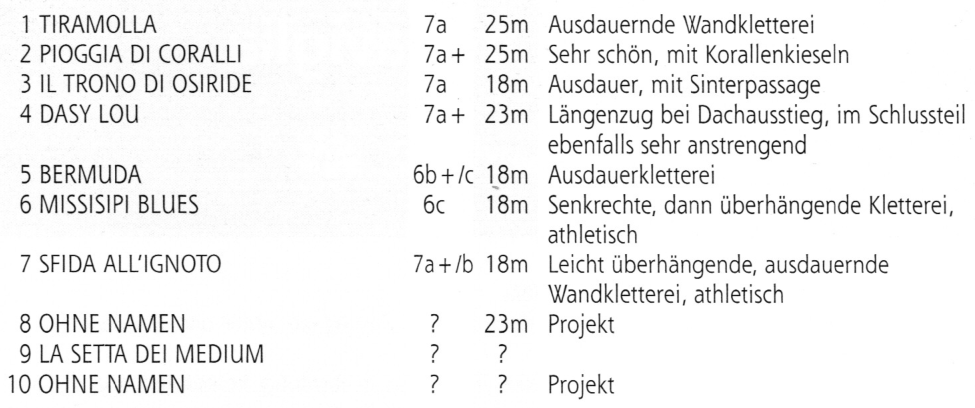 1 TIRAMOLLA 7a 25m Ausdauernde Wandkletterei
2 PIOGGIA DI CORALLI 7a+ 25m Sehr schön, mit Korallenkieseln
3 IL TRONO DI OSIRIDE 7a 18m Ausdauer, mit Sinterpassage
4 DASY LOU 7a+ 23m Längenzug bei Dachausstieg, im Schlussteil
ebenfalls sehr anstrengend
5 BERMUDA 6b+/c 18m Ausdauerkletterei
6 MISSISIPI BLUES 6c 18m Senkrechte, dann überhängende Kletterei,
athletisch
7 SFIDA ALL'IGNOTO 7a+/b 18m Leicht überhängende, ausdauernde
Wandkletterei, athletisch
8 OHNE NAMEN ? 23m Projekt
9 LA SETTA DEI MEDIUM ? ?
10 OHNE NAMEN ? ? Projekt